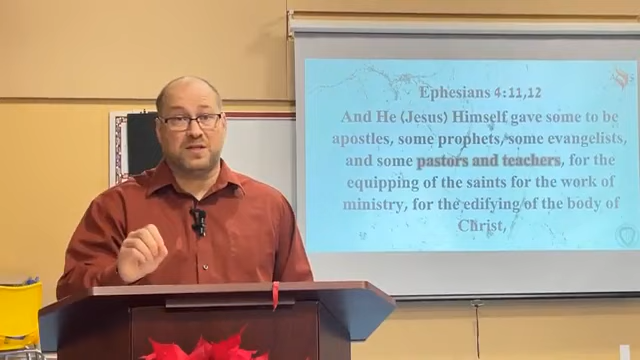 Ephesians 4:11,12
And He (Jesus) Himself gave some to be
apostles, some prophets, some evangelists,
and some pastors and teachers, for the
equipping of the saints for the work of
ministry, for the edifying of the body of
Christ,